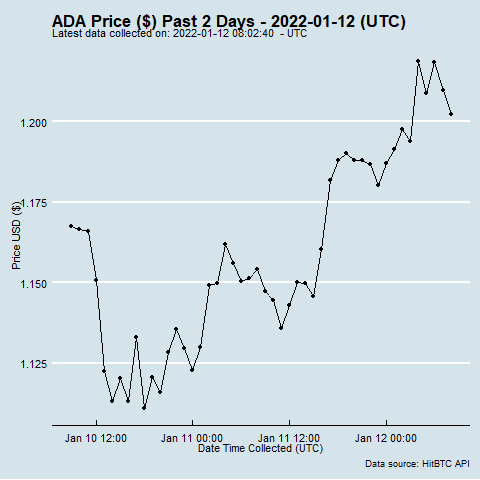 ADA Price ($) Past 2 Days - 2022-01-12 (UTC)
Latest data collected on: 2022-01-12 08:02:40 - UTC
1.200
1.175
1.150
1.125
Price USD ($)
Jan 10 12:00 Jan 11 00:00 Jan 11 12:00 Jan 12 00:00
Date Time Collected (UTC)
Data source: HitBTC API